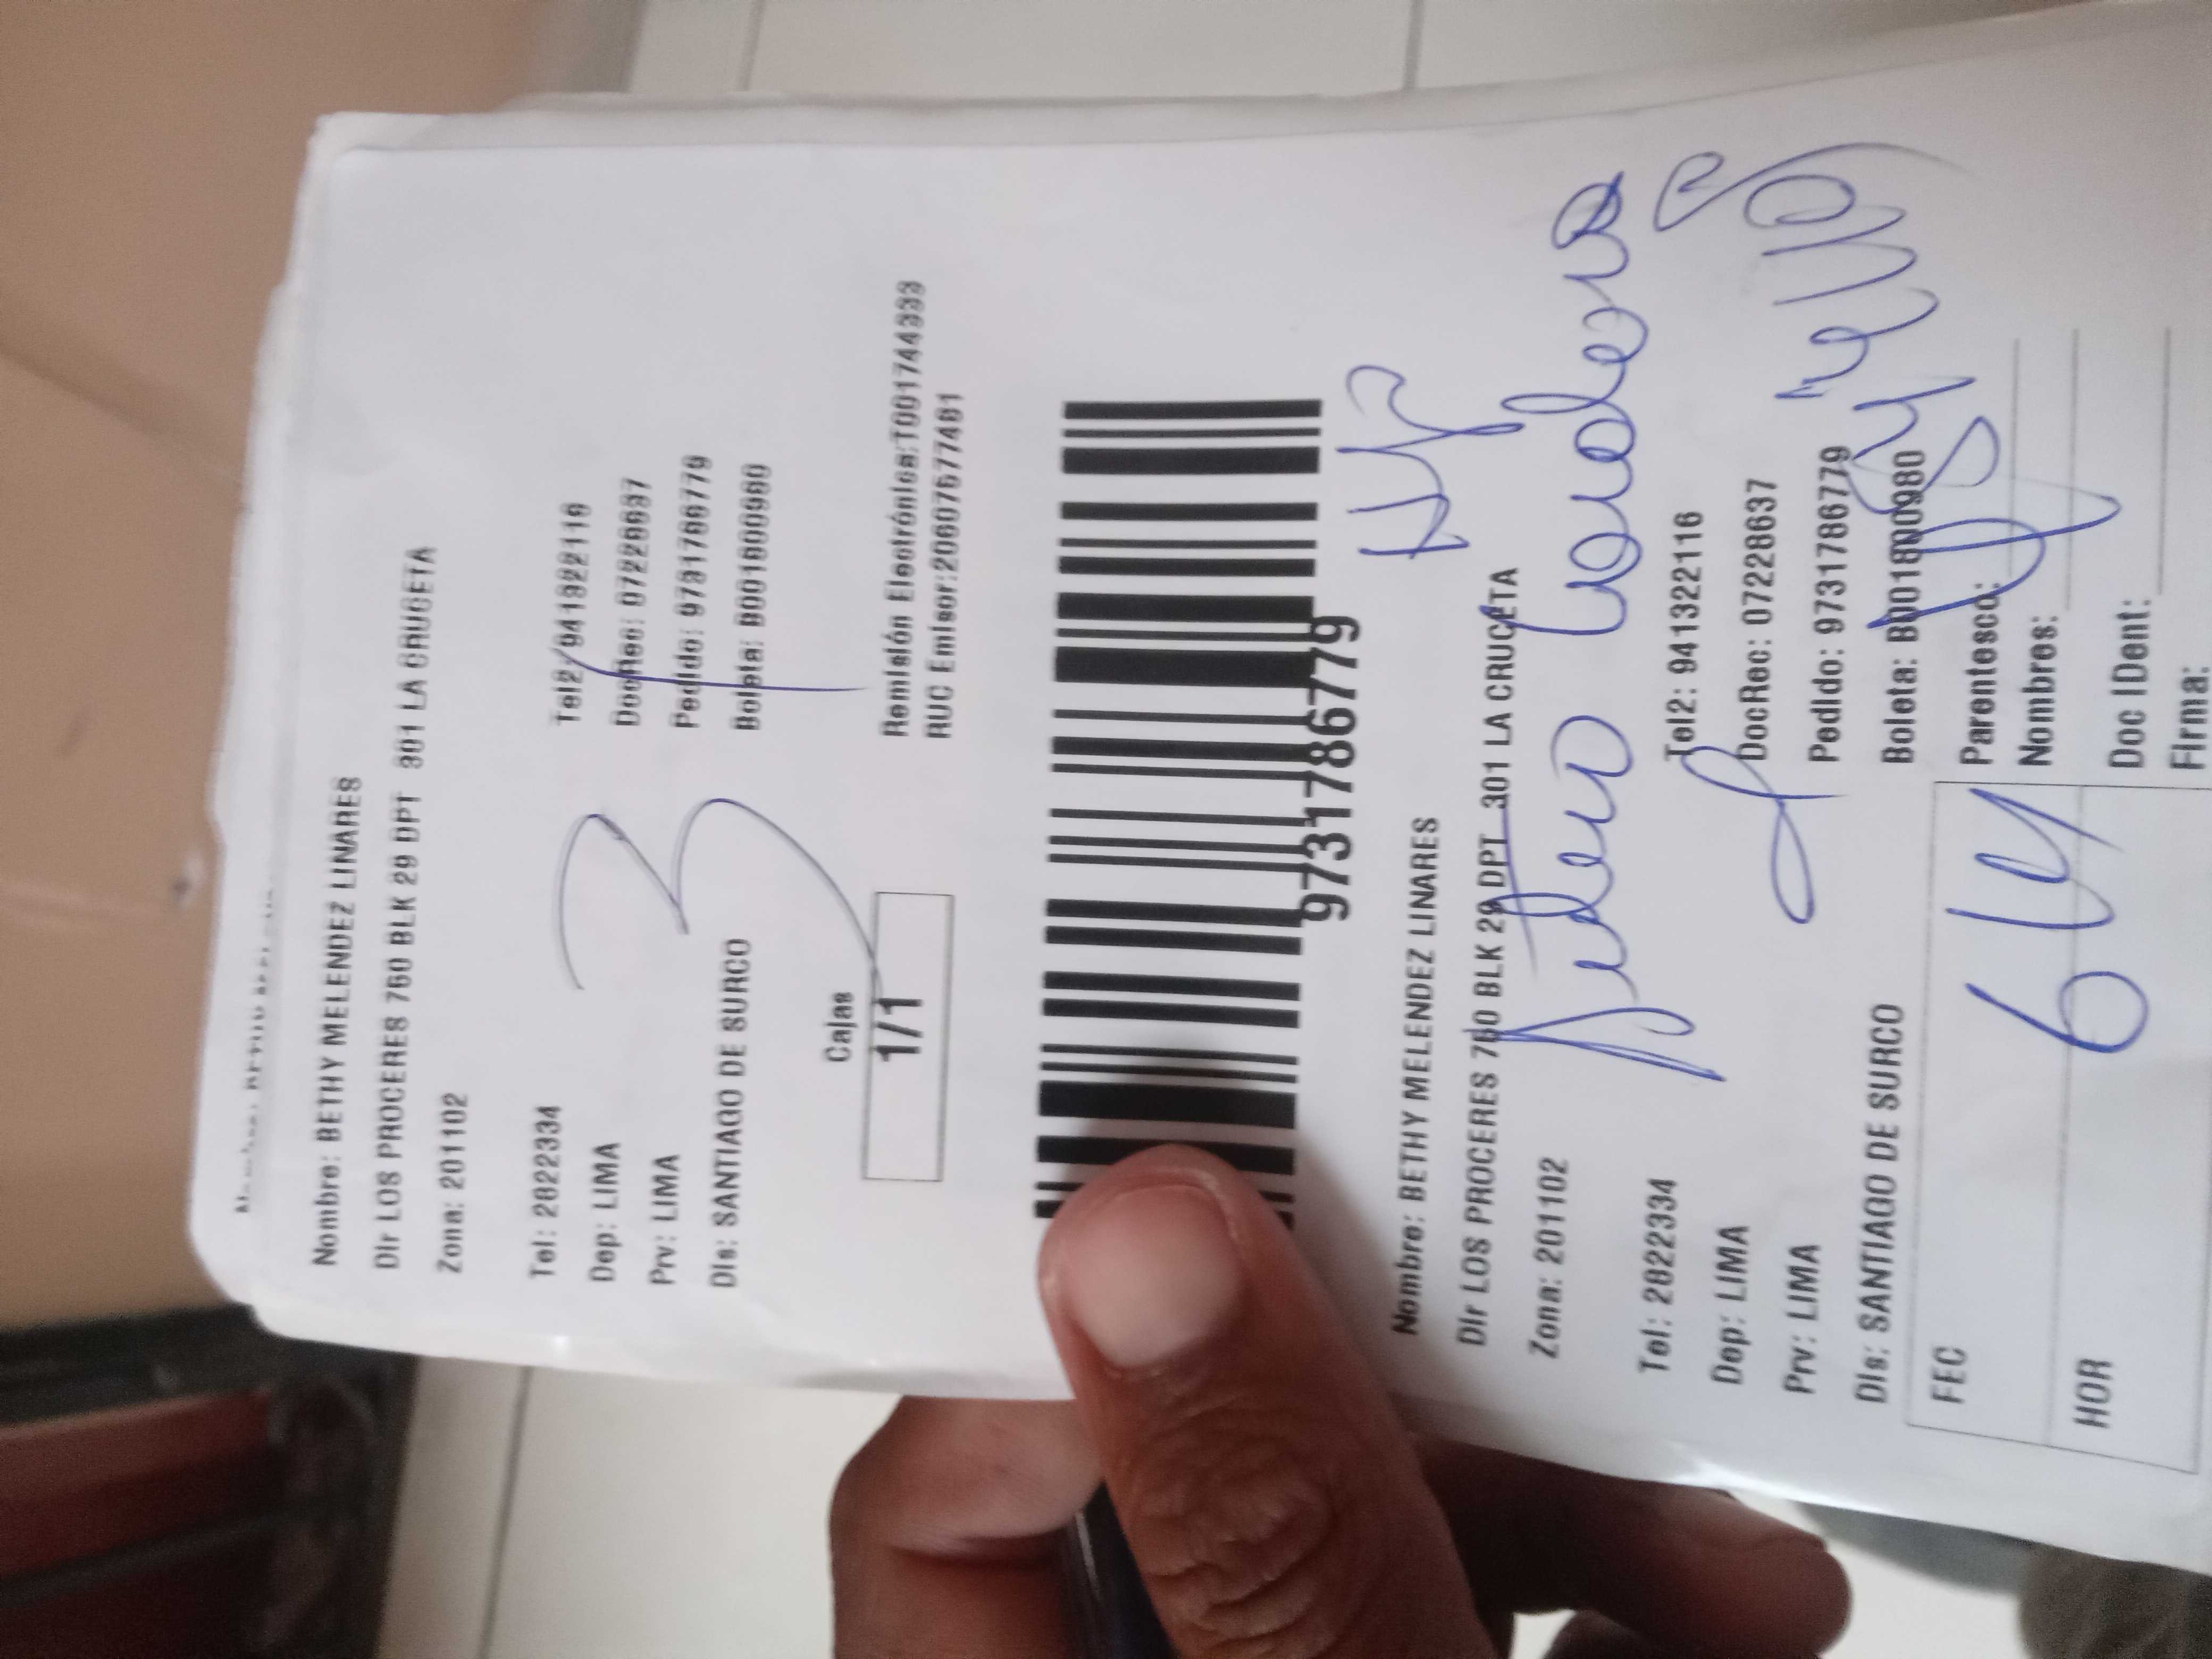 Nombre: BETHY MELENDEZ LINARES
Dir LOS PROCERES 760 BLK 29 DPT 301 LA CRUCETA
Zona: 201102
Tel: 2822334
Tel2: 941322116
Dep: LIMA
DocRec: 07228637
Prv: LIMA
Pedido: 9731786779
Dis: SANTIAGO DE SURCO
Boleta: B001800980
3
Cajas
1/1
Remisión Electrónica:T001744333
RUC Emisor:20607577481
9731786779
Nombre: BETHY MELENDEZ LINARES
Dir LOS PROCERES 760 BLK 29 DPT 301 LA CRUCETA
Zona: 201102
Tel: 2822334
Tel2: 941322116
Dep: LIMA
DocRec: 07228637
Prv: LIMA
Pedido: 9731786779
Dis: SANTIAGO DE SURCO
Boleta: B001800980
FEC
Parentesco:
Nombres:
HOR
Doc IDent:
Firma: